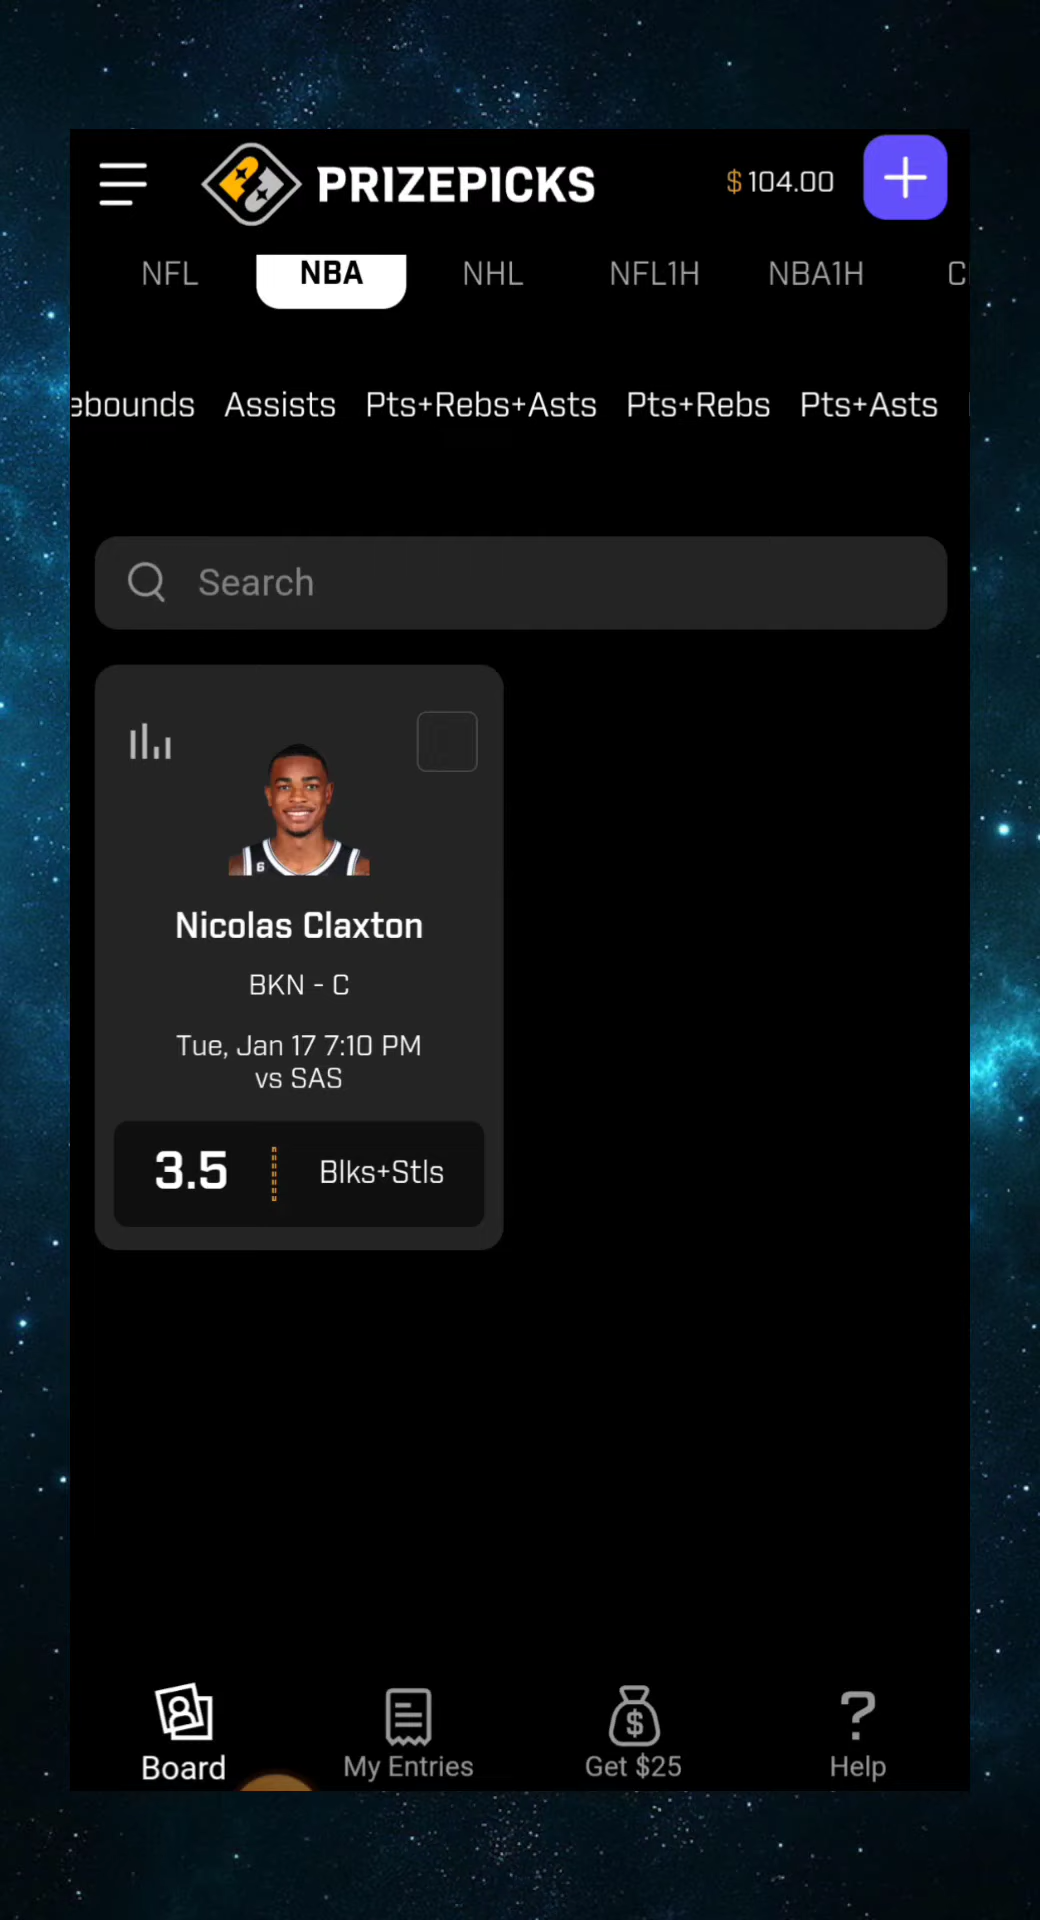 PRIZEPICKS
$ 104.00
NFL NBA NHL NFL1H NBA1H C
ebounds Assists Pts+Rebs+Asts Pts+Rebs Pts+Asts
Search
6
Nicolas Claxton
BKN - C
Tue, Jan 17 7:10 PM
vs SAS
3.5 Blks+Stls
Board My Entries Get $25 Help